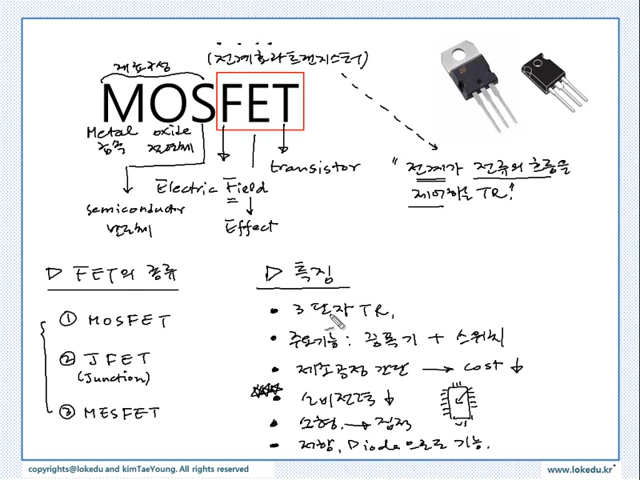 (전계효과트랜지스터)
재료구성
MOSFET
Metal oxide
금속 절연체
transistor
Electric Field
semiconductor
반도체
Effect
"전계가 전류의 흐름을
제어하는 TR."
▷ FET의 종류
① MOSFET
② JFET
(Junction)
③ MESFET
▷ 특징
• 3단자 TR.
• 주요기능: 증폭기 + 스위치
• 제조공정 간단 → cost ↓
• 소비전력 ↓
• 소형. → 집적
• 저항, Diode으로도 기능.
copyrights@lokedu and kimTaeYoung. All rights reserved
www.lokedu.kr